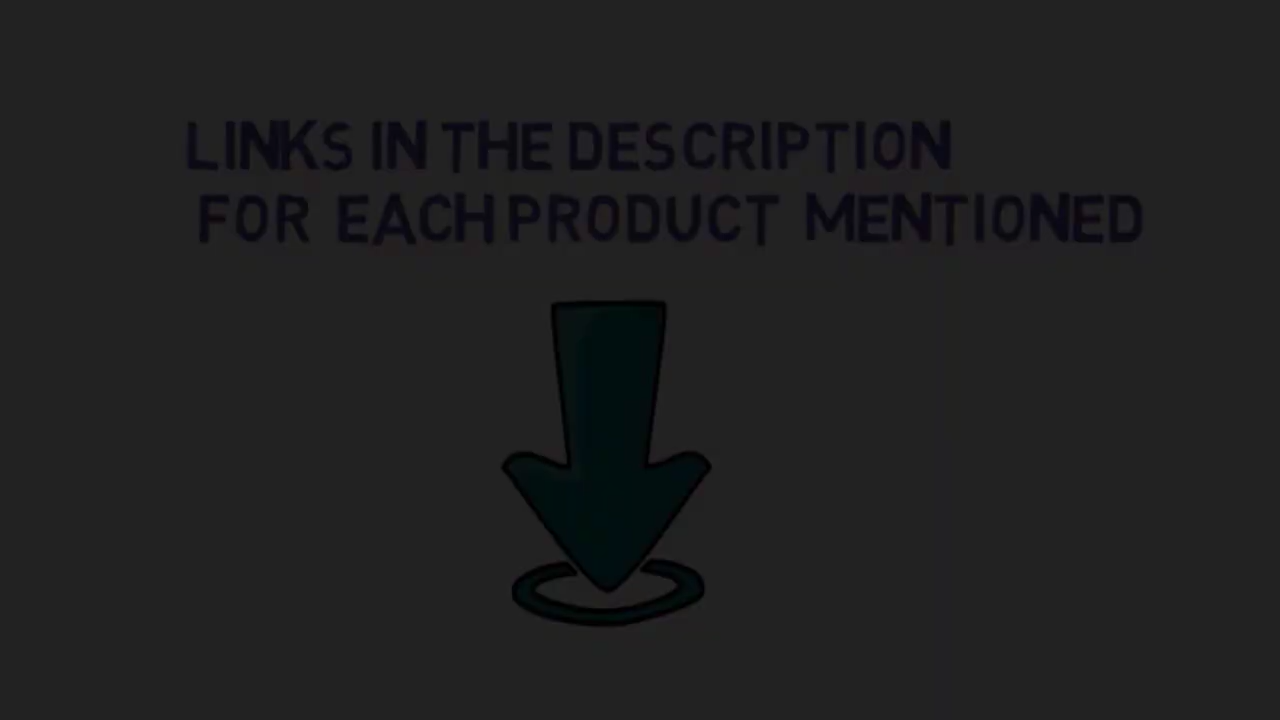 LINKS IN THE DESCRIPTION
FOR EACH PRODUCT MENTIONED